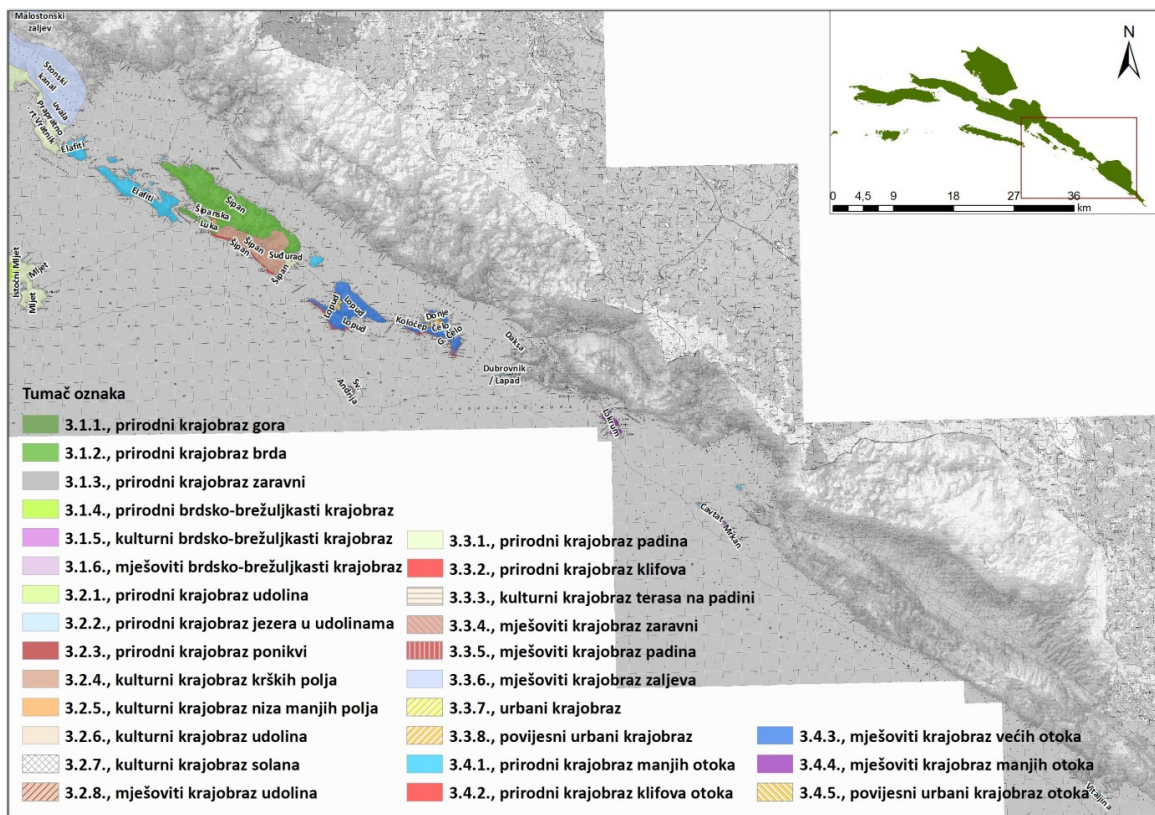 Malostonski
zaljev
Stonski
kanal
uvala
Prapratno
rt Vratnik
Elafiti
Elafiti
Šipan
Šipanska
Luka
Šipan
Šipan
Suđurađ
Šipan
Istočni Mljet
Mljet
Mljet
Lopud
Lopud
Lopud
Koločep
Donje
Čelo
G. Čelo
Daksa
Dubrovnik
/ Lapad
Sv.
Andrija
Lokrum
Cavtat
Mrkan
Vitaljina
N
0 4,5 9 18 27 36
km
Tumač oznaka
3.1.1., prirodni krajobraz gora
3.1.2., prirodni krajobraz brda
3.1.3., prirodni krajobraz zaravni
3.1.4., prirodni brdsko-brežuljkasti krajobraz
3.1.5., kulturni brdsko-brežuljkasti krajobraz
3.1.6., mješoviti brdsko-brežuljkasti krajobraz
3.2.1., prirodni krajobraz udolina
3.2.2., prirodni krajobraz jezera u udolinama
3.2.3., prirodni krajobraz ponikvi
3.2.4., kulturni krajobraz krških polja
3.2.5., kulturni krajobraz niza manjih polja
3.2.6., kulturni krajobraz udolina
3.2.7., kulturni krajobraz solana
3.2.8., mješoviti krajobraz udolina
3.3.1., prirodni krajobraz padina
3.3.2., prirodni krajobraz klifova
3.3.3., kulturni krajobraz terasa na padini
3.3.4., mješoviti krajobraz zaravni
3.3.5., mješoviti krajobraz padina
3.3.6., mješoviti krajobraz zaljeva
3.3.7., urbani krajobraz
3.3.8., povijesni urbani krajobraz
3.4.1., prirodni krajobraz manjih otoka
3.4.2., prirodni krajobraz klifova otoka
3.4.3., mješoviti krajobraz većih otoka
3.4.4., mješoviti krajobraz manjih otoka
3.4.5., povijesni urbani krajobraz otoka